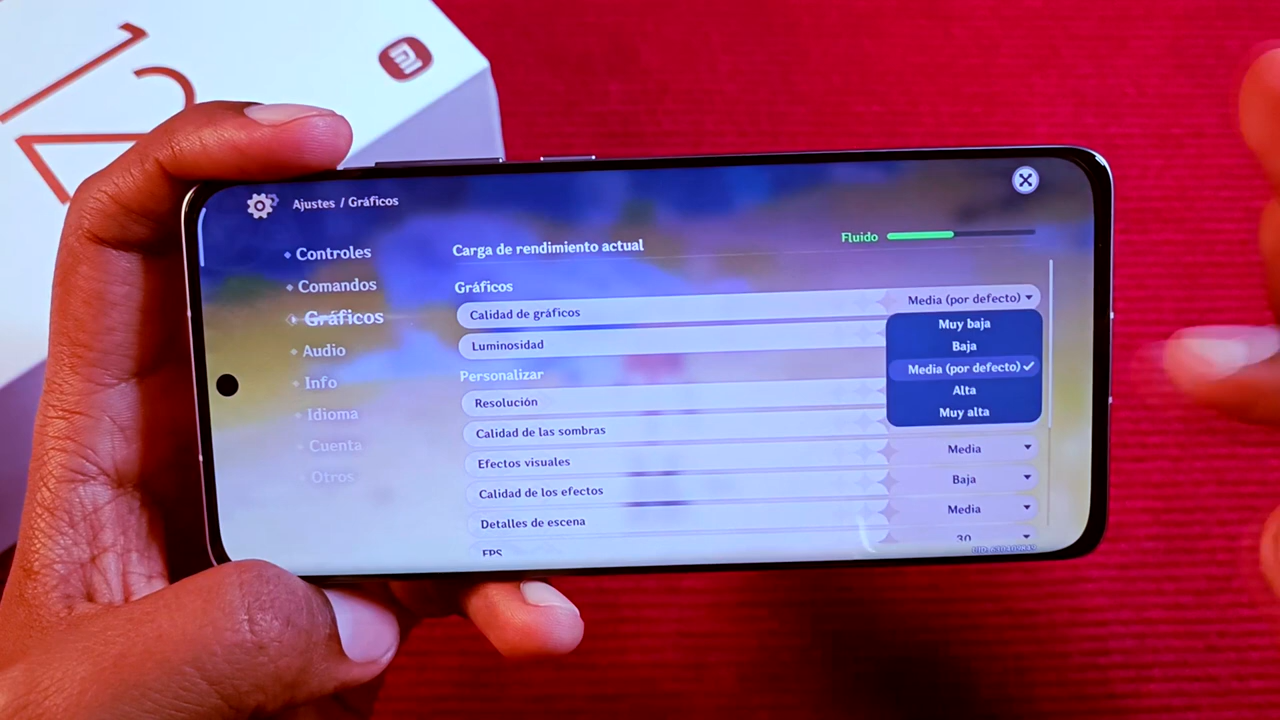 12
Ajustes / Gráficos
Controles
Comandos
Gráficos
Audio
Info
Idioma
Cuenta
Otros
Carga de rendimiento actual
Fluido
Gráficos
Calidad de gráficos
Media (por defecto)
Muy baja
Baja
Media (por defecto)
Alta
Muy alta
Luminosidad
Personalizar
Resolución
Calidad de las sombras
Efectos visuales
Media
Calidad de los efectos
Baja
Detalles de escena
Media
FPS
30